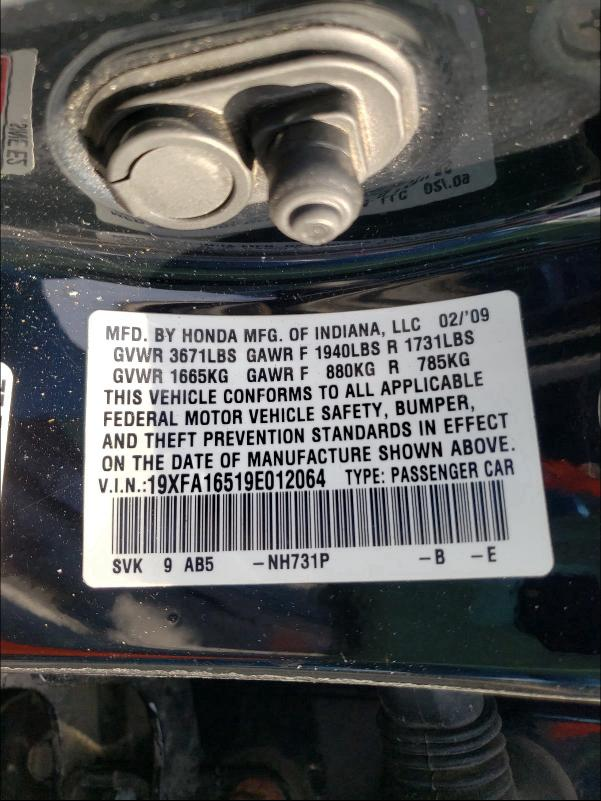 MFD. BY HONDA MFG. OF INDIANA, LLC 02/'09
GVWR 3671LBS GAWR F 1940LBS R 1731LBS
GVWR 1665KG GAWR F 880KG R 785KG
THIS VEHICLE CONFORMS TO ALL APPLICABLE
FEDERAL MOTOR VEHICLE SAFETY, BUMPER,
AND THEFT PREVENTION STANDARDS IN EFFECT
ON THE DATE OF MANUFACTURE SHOWN ABOVE.
V.I.N.:19XFA16519E012064 TYPE: PASSENGER CAR
SVK 9 AB5 -NH731P -B -E